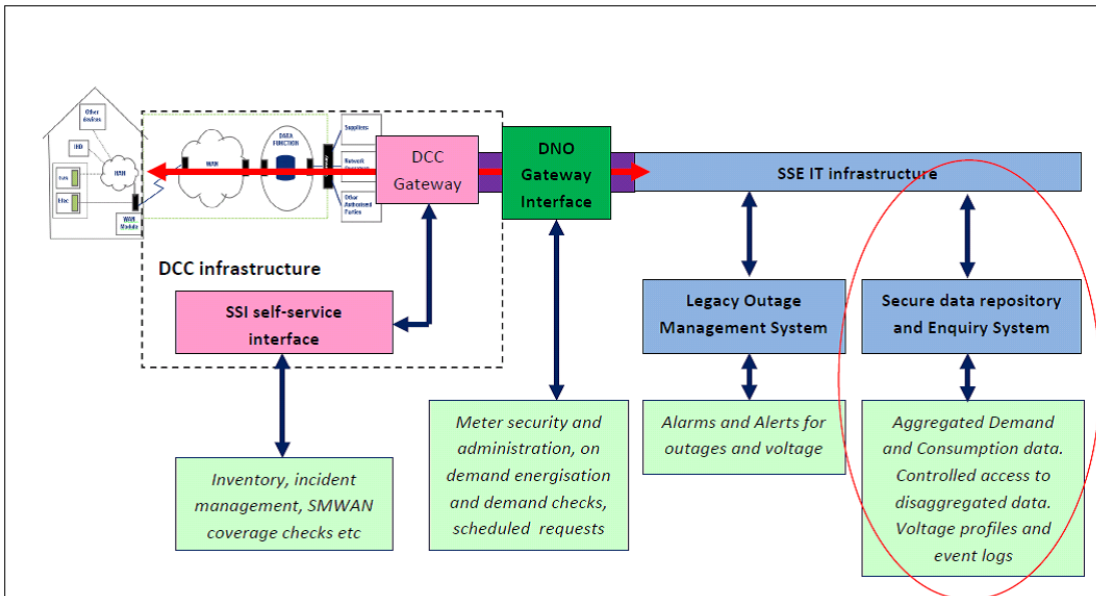 Other
devices
IHD
HAN
Gas
Elec
WAN
Module
WAN
DATA
FUNCTION
Suppliers
Network
Other
Authorised
Parties
DCC
Gateway
DNO
Gateway
Interface
SSE IT infrastructure
DCC infrastructure
SSI self-service
interface
Legacy Outage
Management System
Secure data repository
and Enquiry System
Inventory, incident
management, SMWAN
coverage checks etc
Meter security and
administration, on
demand energisation
and demand checks,
scheduled requests
Alarms and Alerts for
outages and voltage
Aggregated Demand
and Consumption data.
Controlled access to
disaggregated data.
Voltage profiles and
event logs